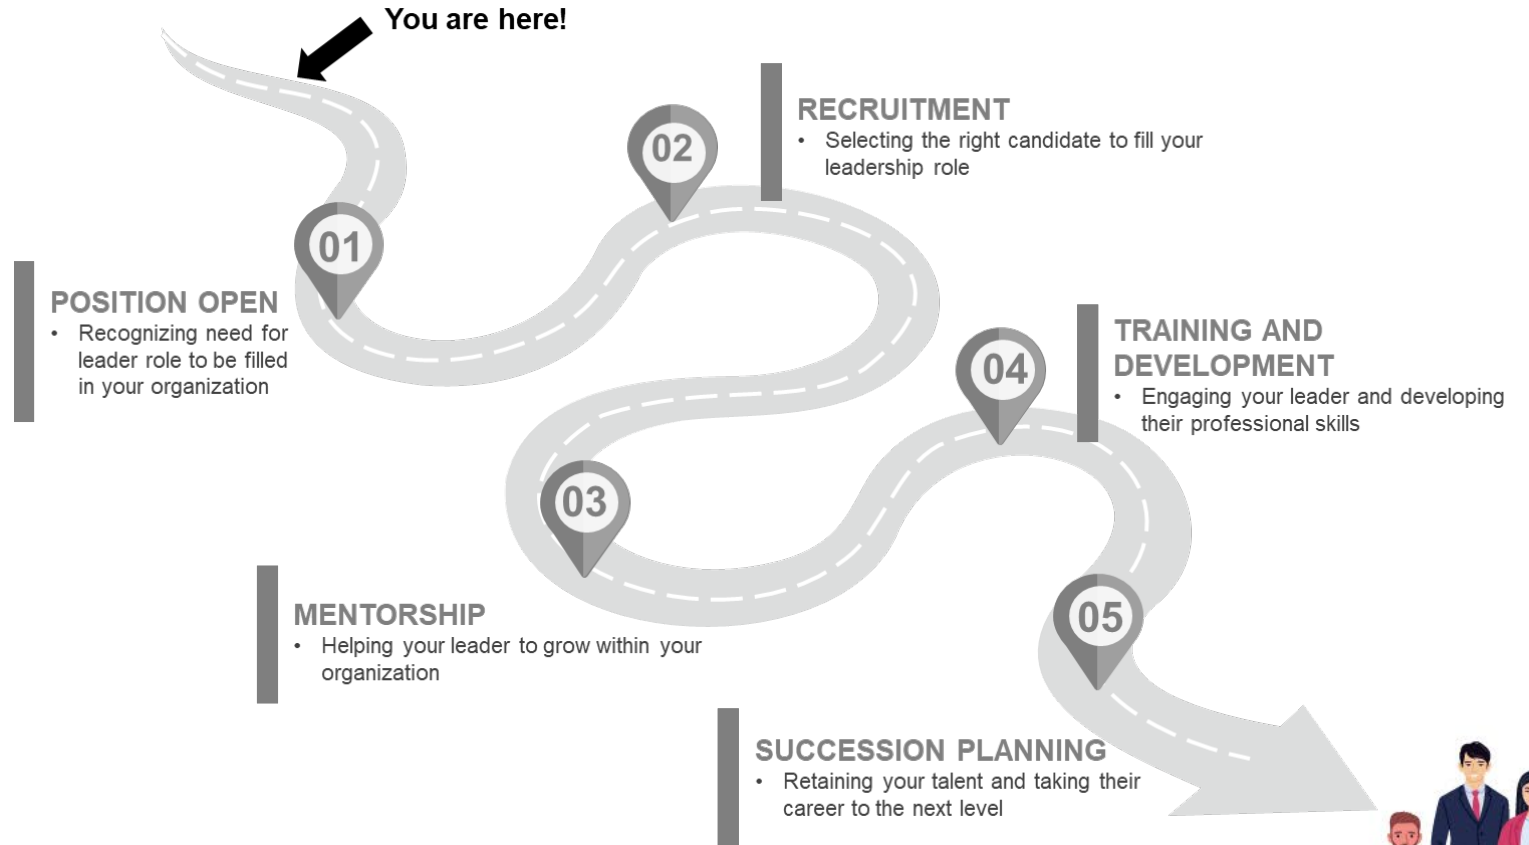 You are here!
01
POSITION OPEN
• Recognizing need for
leader role to be filled
in your organization
02
RECRUITMENT
• Selecting the right candidate to fill your
leadership role
03
MENTORSHIP
• Helping your leader to grow within your
organization
04
TRAINING AND
DEVELOPMENT
• Engaging your leader and developing
their professional skills
05
SUCCESSION PLANNING
• Retaining your talent and taking their
career to the next level